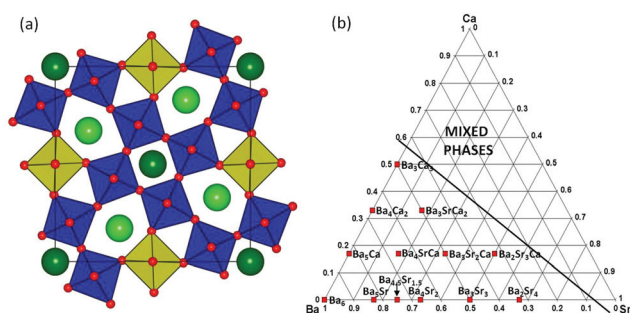 (a)
(b)
Ca
1 0
0.9 0.1
0.8 0.2
0.7 0.3
0.6 0.4
MIXED
PHASES
0.5 0.5
Ba₃Ca₃
0.4 0.6
Ba₄Ca₂ Ba₃SrCa₂
0.3 0.7
0.2 0.8
Ba₅Ca Ba₄SrCa Ba₃Sr₂Ca Ba₂Sr₃Ca
0.1 0.9
Ba₄.₅Sr₁.₅
0 Ba₆ Ba₅Sr Ba₄Sr₂ Ba₃Sr₃ Ba₂Sr₄
Ba 1 0.9 0.8 0.7 0.6 0.5 0.4 0.3 0.2 0.1 0 Sr